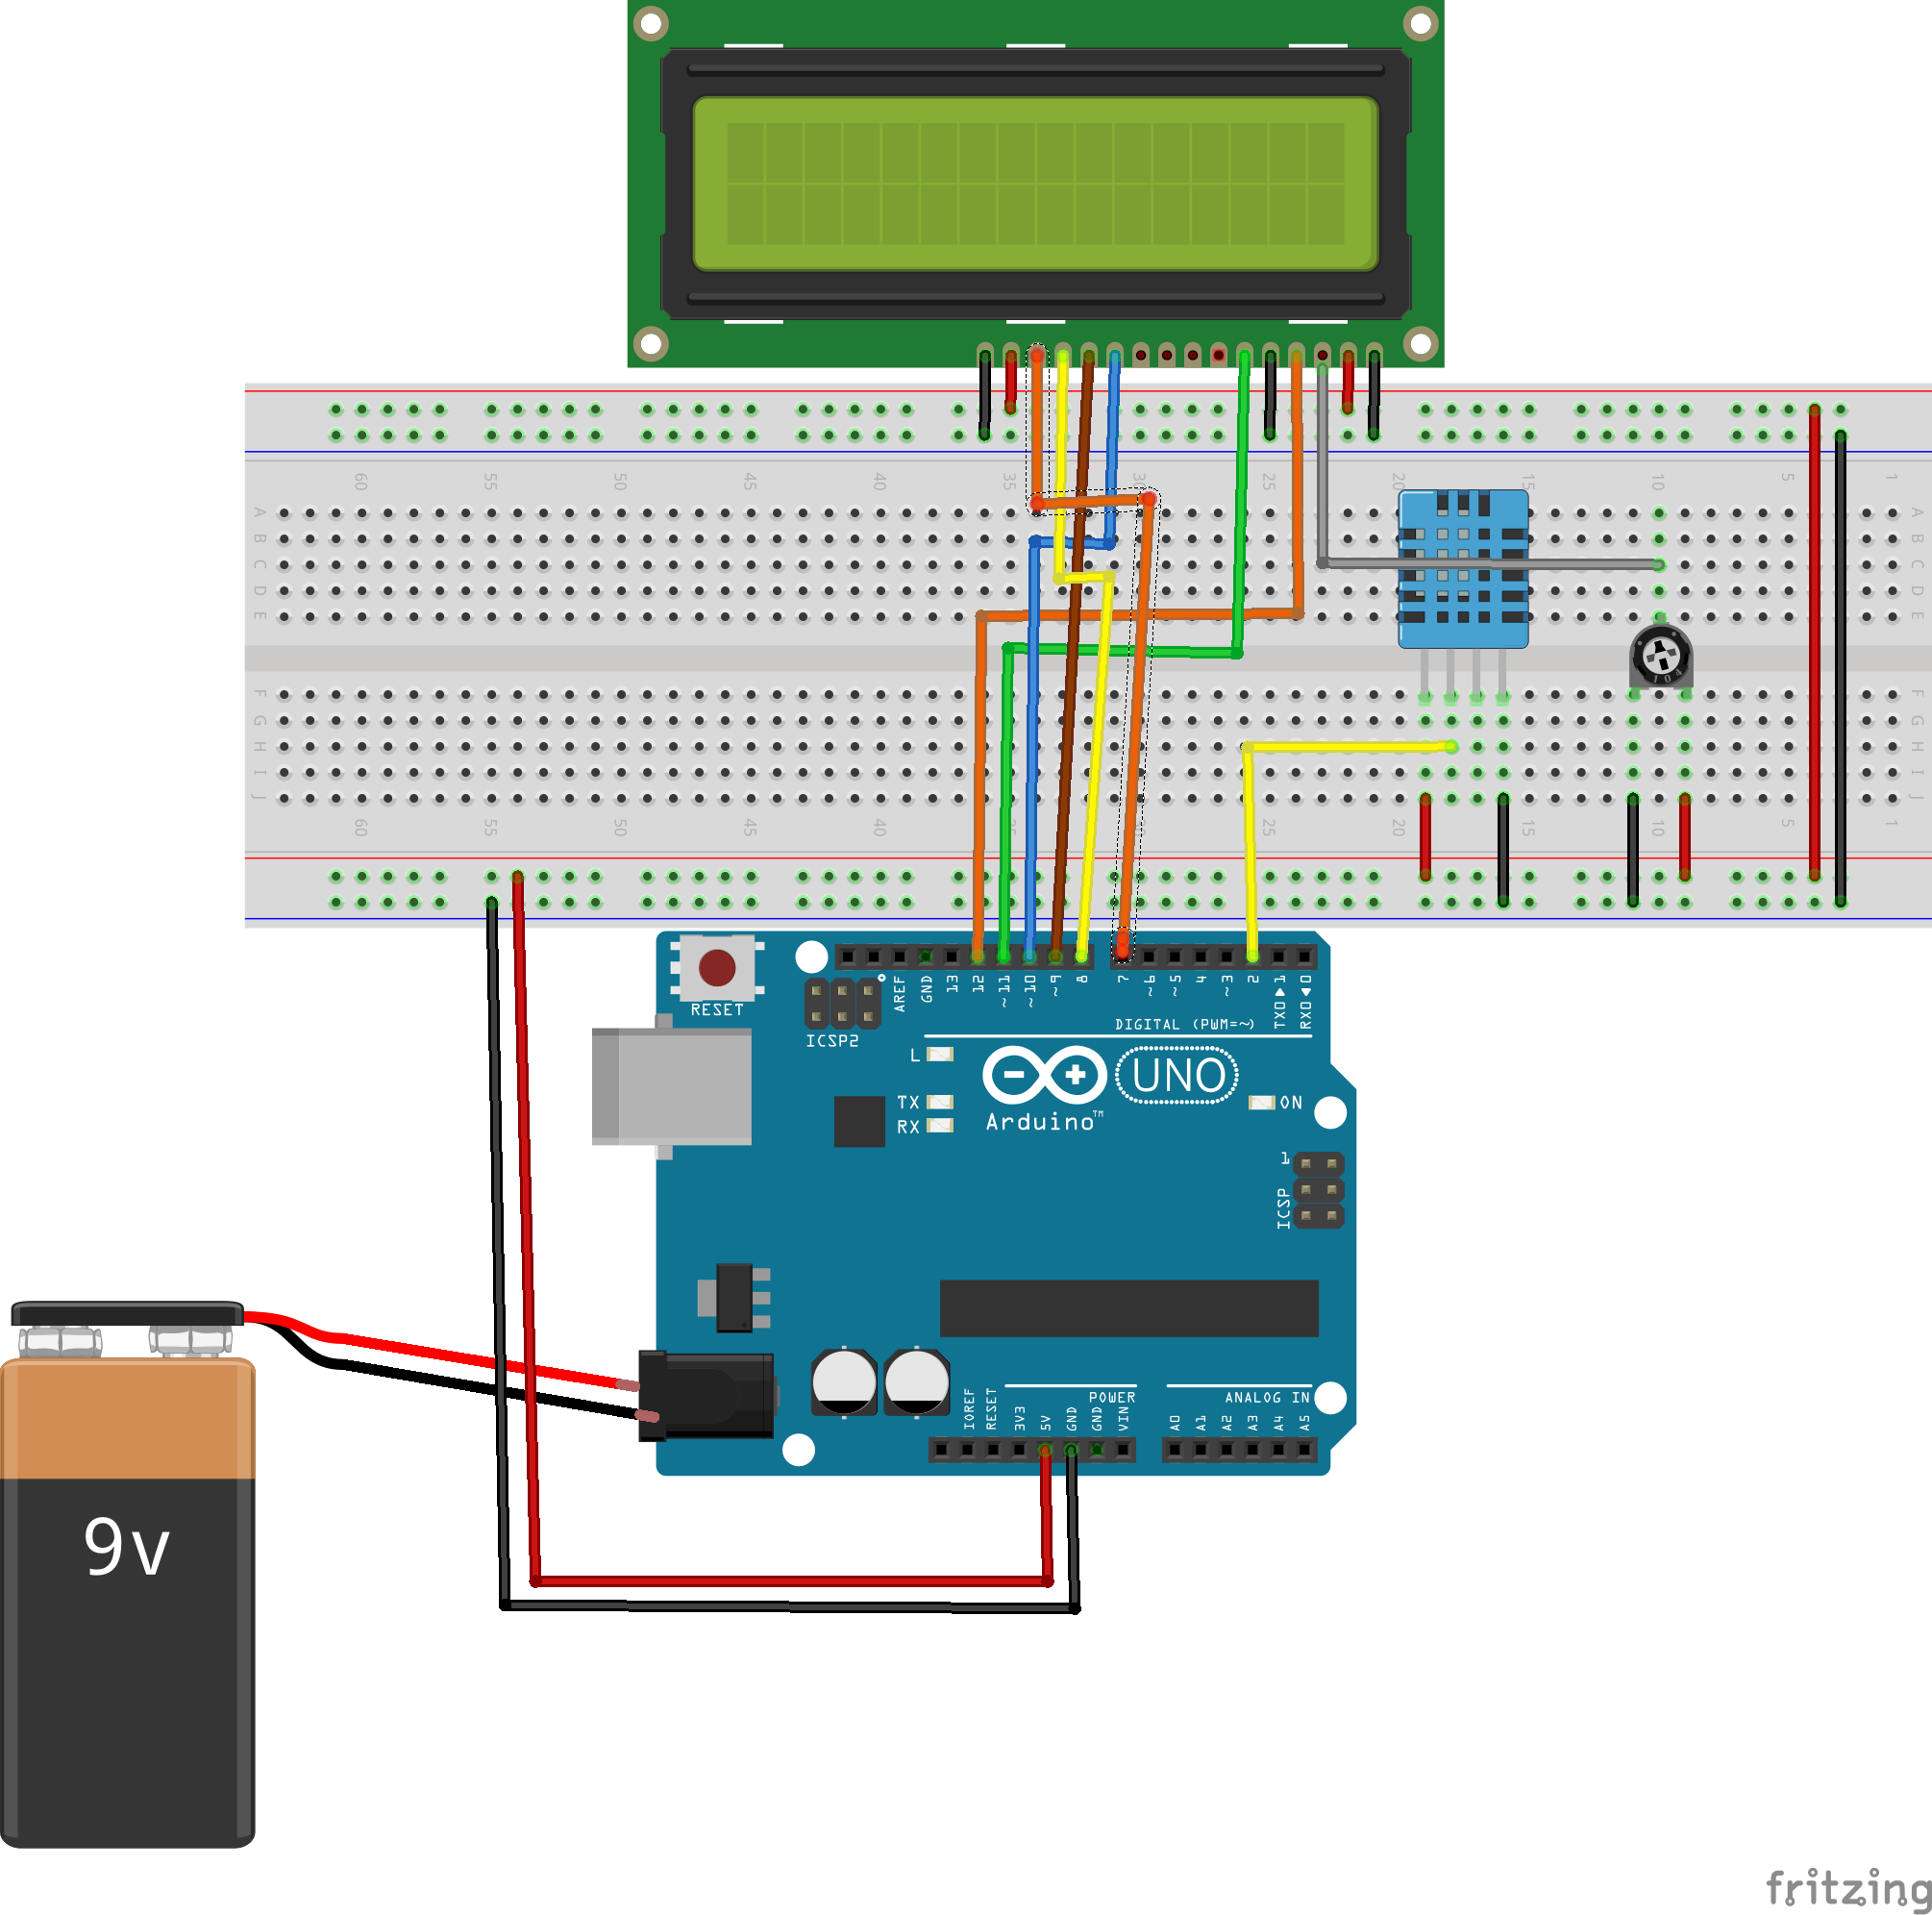 60 55 50 45 40 35 30 25 20 15 10 5 1
A A
B B
C C
D D
E E
104
F F
G G
H H
I I
J J
60 55 50 45 40 35 30 25 20 15 10 5 1
RESET
ICSP2
AREF GND 13 12 ~11 ~10 ~9 8 7 ~6 ~5 4 ~3 2 TX0 1 RX0 0
DIGITAL (PWM=~)
L
UNO
TX
RX
Arduino™
ON
1
ICSP
POWER
ANALOG IN
IOREF RESET 3V3 5V GND GND VIN A0 A1 A2 A3 A4 A5
9v
fritzing